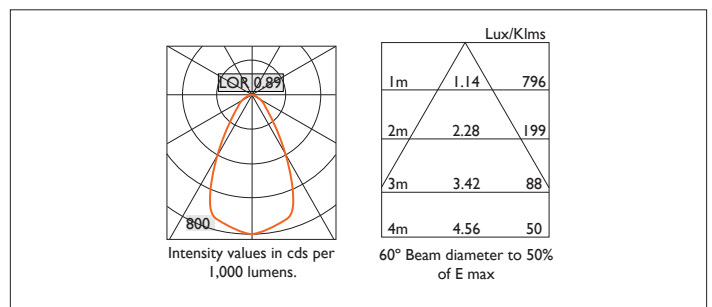 LOR 0.89
800
Intensity values in cds per
1,000 lumens.
Lux/Klms
1m 1.14 796
2m 2.28 199
3m 3.42 88
4m 4.56 50
60º Beam diameter to 50%
of E max